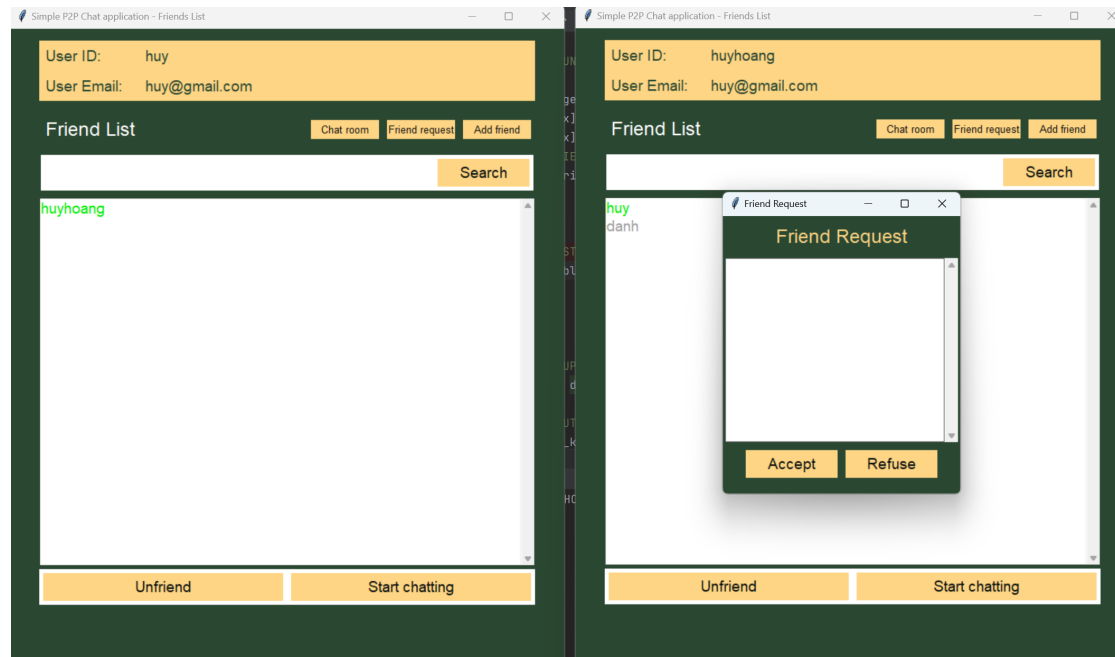 Simple P2P Chat application - Friends List
User ID: huy
User Email: huy@gmail.com
Friend List
Chat room
Friend request
Add friend
Search
huyhoang
Unfriend
Start chatting
Simple P2P Chat application - Friends List
User ID: huyhoang
User Email: huy@gmail.com
Friend List
Chat room
Friend request
Add friend
Search
huy
danh
Friend Request
Friend Request
Accept
Refuse
Unfriend
Start chatting